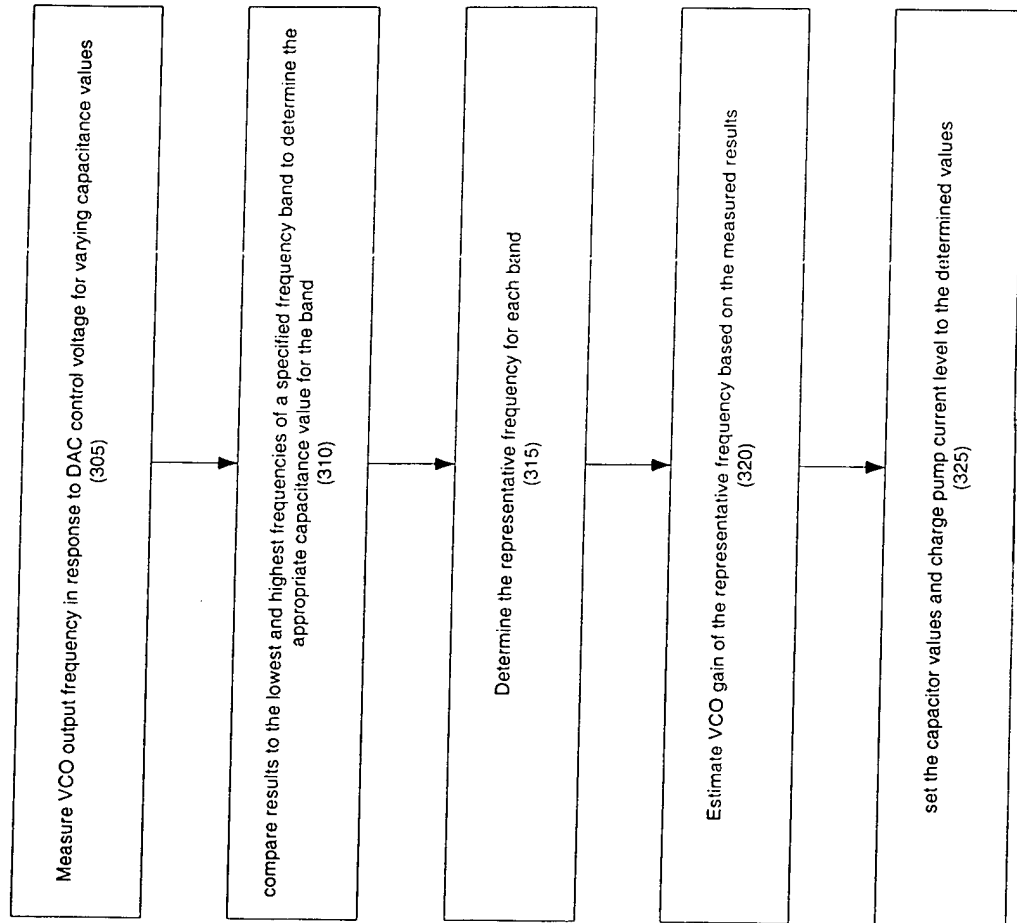 Measure VCO output frequency in response to DAC control voltage for varying capacitance values
(305)
compare results to the lowest and highest frequencies of a specified frequency band to determine the
appropriate capacitance value for the band
(310)
Determine the representative frequency for each band
(315)
Estimate VCO gain of the representative frequency based on the measured results
(320)
set the capacitor values and charge pump current level to the determined values
(325)